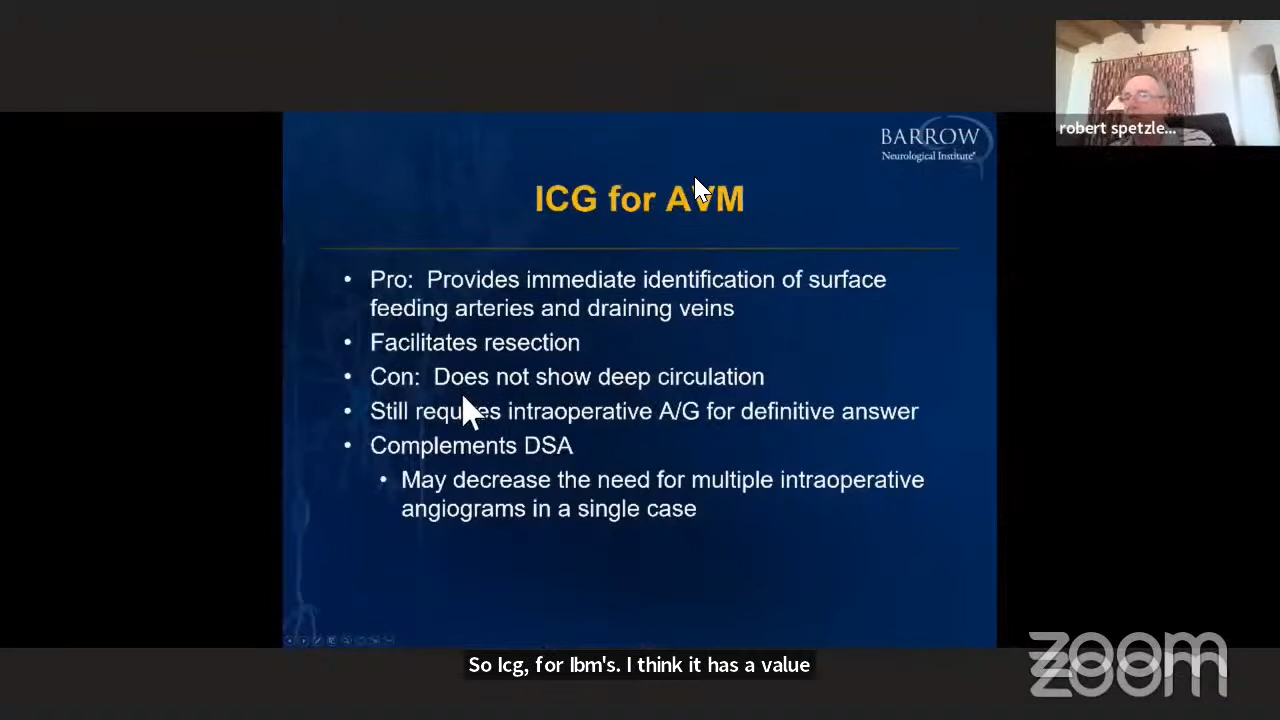 robert spetzle...
BARROW
Neurological Institute®
ICG for AVM
• Pro: Provides immediate identification of surface
feeding arteries and draining veins
• Facilitates resection
• Con: Does not show deep circulation
• Still requires intraoperative A/G for definitive answer
• Complements DSA
• May decrease the need for multiple intraoperative
angiograms in a single case
So Icg, for Ibm's. I think it has a value
zoom
zoom